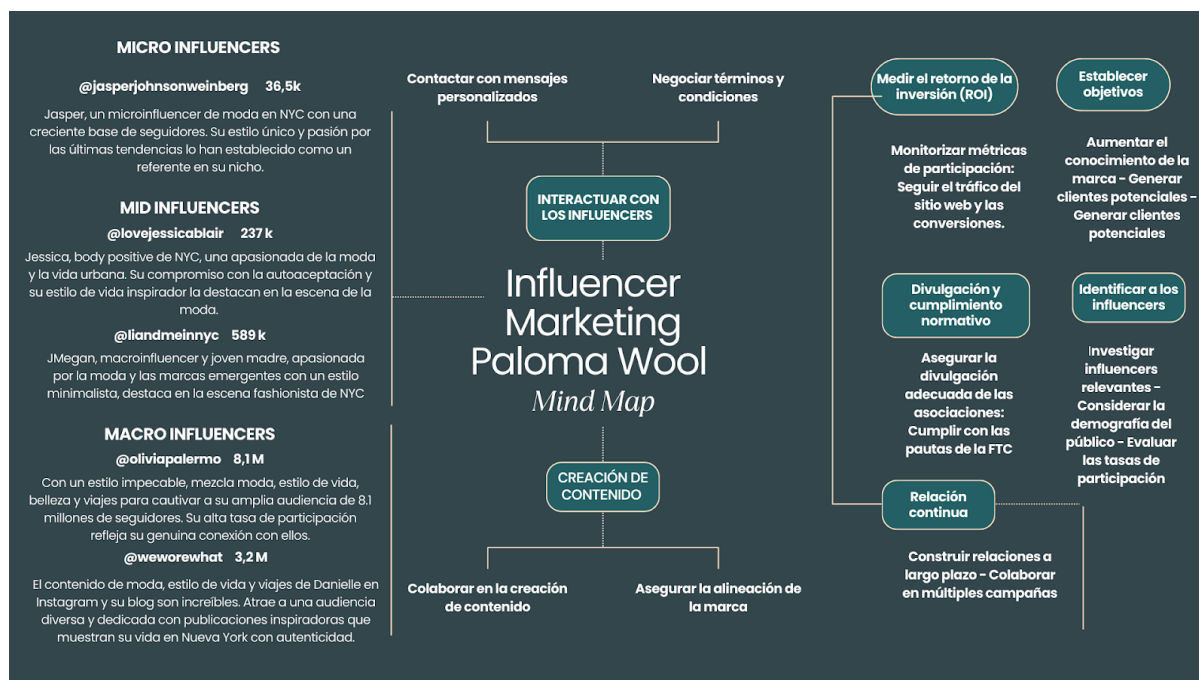 MICRO INFLUENCERS
@jasperjohnsonweinberg 36,5k
Jasper, un microinfluencer de moda en NYC con una
creciente base de seguidores. Su estilo único y pasión por
las últimas tendencias lo han establecido como un
referente en su nicho.
MID INFLUENCERS
@lovejessicablair 237 k
Jessica, body positive de NYC, una apasionada de la moda
y la vida urbana. Su compromiso con la autoaceptación y
su estilo de vida inspirador la destacan en la escena de la
moda.
@liandmeinnyc 589 k
JMegan, macroinfluencer y joven madre, apasionada
por la moda y las marcas emergentes con un estilo
minimalista, destaca en la escena fashionista de NYC
MACRO INFLUENCERS
@oliviapalermo 8,1 M
Con un estilo impecable, mezcla moda, estilo de vida,
belleza y viajes para cautivar a su amplia audiencia de 8.1
millones de seguidores. Su alta tasa de participación
refleja su genuina conexión con ellos.
@weworewhat 3,2 M
El contenido de moda, estilo de vida y viajes de Danielle en
Instagram y su blog son increíbles. Atrae a una audiencia
diversa y dedicada con publicaciones inspiradoras que
muestran su vida en Nueva York con autenticidad.
Contactar con mensajes
personalizados
Negociar términos y
condiciones
INTERACTUAR CON
LOS INFLUENCERS
Influencer
Marketing
Paloma Wool
Mind Map
CREACIÓN DE
CONTENIDO
Colaborar en la creación
de contenido
Asegurar la alineación de
la marca
Medir el retorno de la
inversión (ROI)
Monitorizar métricas
de participación:
Seguir el tráfico del
sitio web y las
conversiones.
Divulgación y
cumplimiento
normativo
Asegurar la
divulgación
adecuada de las
asociaciones:
Cumplir con las
pautas de la FTC
Relación
continua
Construir relaciones a
largo plazo - Colaborar
en múltiples campañas
Establecer
objetivos
Aumentar el
conocimiento de la
marca - Generar
clientes potenciales -
Generar clientes
potenciales
Identificar a los
influencers
Investigar
influencers
relevantes -
Considerar la
demografía del
público - Evaluar
las tasas de
participación